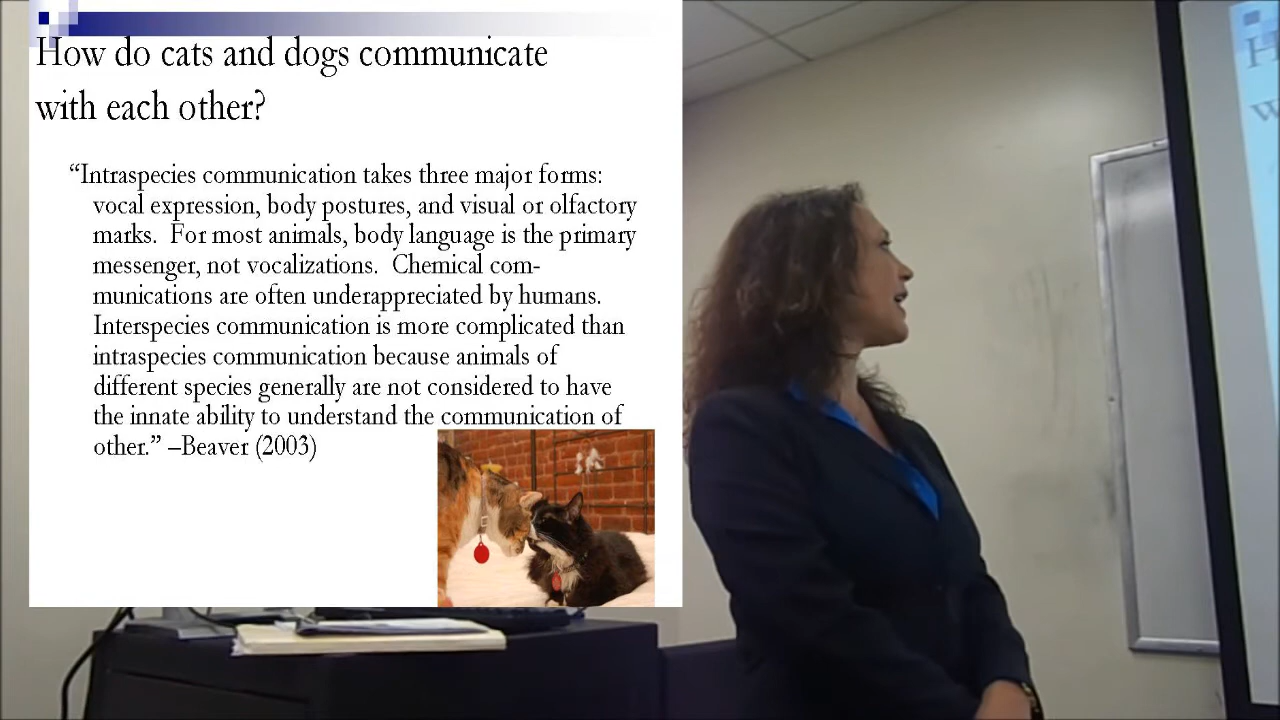 How do cats and dogs communicate
with each other?
“Intraspecies communication takes three major forms:
vocal expression, body postures, and visual or olfactory
marks. For most animals, body language is the primary
messenger, not vocalizations. Chemical com-
munications are often underappreciated by humans.
Interspecies communication is more complicated than
intraspecies communication because animals of
different species generally are not considered to have
the innate ability to understand the communication of
other.” –Beaver (2003)
H
w